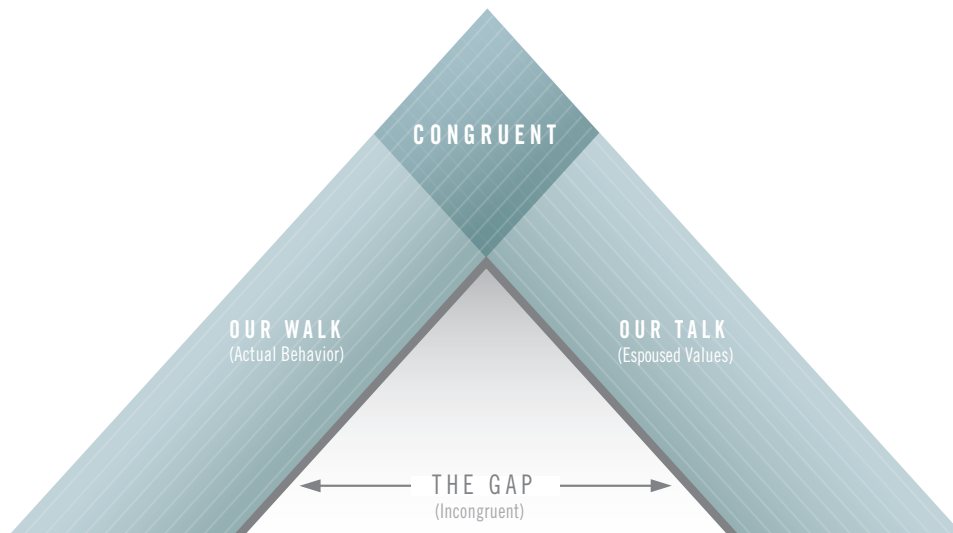 CONGRUENT
OUR WALK
(Actual Behavior)
OUR TALK
(Espoused Values)
THE GAP
(Incongruent)